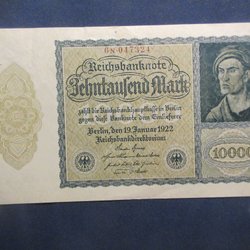 6N·047324
Reichsbanknote
Zehntausend Mark
zahlt die Reichsbankhauptkasse in Berlin
gegen diese Banknote dem Einlieferer
Berlin, den 19. Januar 1922
Reichsbankdirektorium
10000